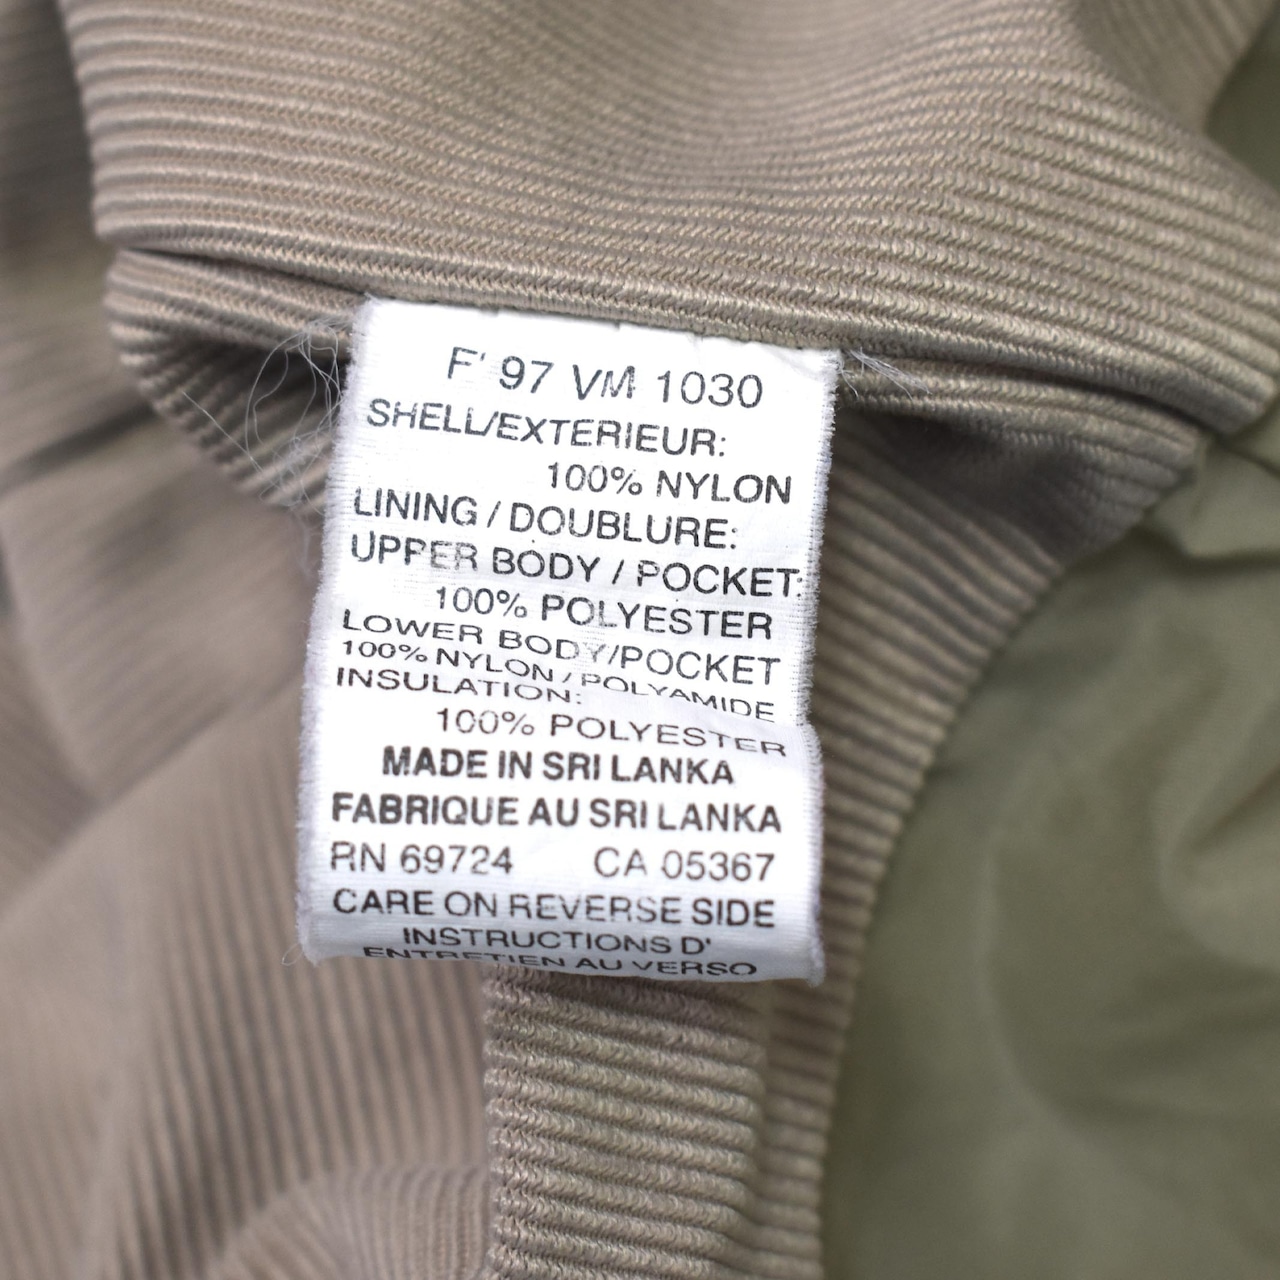 F' 97 VM 1030
SHELL/EXTERIEUR:
100% NYLON
LINING / DOUBLURE:
UPPER BODY / POCKET:
100% POLYESTER
LOWER BODY/POCKET
100% NYLON / POLYAMIDE
INSULATION:
100% POLYESTER
MADE IN SRI LANKA
FABRIQUE AU SRI LANKA
RN 69724 CA 05367
CARE ON REVERSE SIDE
INSTRUCTIONS D'
ENTRETIEN AU VERSO